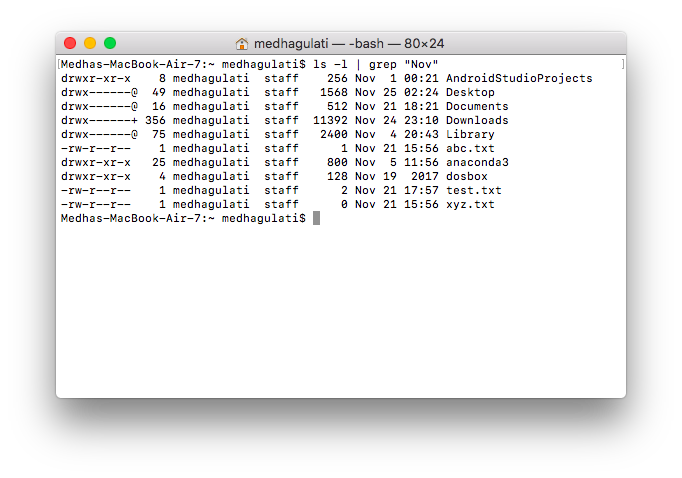 medhagulati — -bash — 80×24
[Medhas-MacBook-Air-7:~ medhagulati$ ls -l | grep "Nov" ]
drwxr-xr-x    8 medhagulati  staff    256 Nov  1 00:21 AndroidStudioProjects
drwx------@  49 medhagulati  staff   1568 Nov 25 02:24 Desktop
drwx------@  16 medhagulati  staff    512 Nov 21 18:21 Documents
drwx------+ 356 medhagulati  staff  11392 Nov 24 23:10 Downloads
drwx------@  75 medhagulati  staff   2400 Nov  4 20:43 Library
-rw-r--r--    1 medhagulati  staff      1 Nov 21 15:56 abc.txt
drwxr-xr-x   25 medhagulati  staff    800 Nov  5 11:56 anaconda3
drwxr-xr-x    4 medhagulati  staff    128 Nov 19  2017 dosbox
-rw-r--r--    1 medhagulati  staff      2 Nov 21 17:57 test.txt
-rw-r--r--    1 medhagulati  staff      0 Nov 21 15:56 xyz.txt
Medhas-MacBook-Air-7:~ medhagulati$